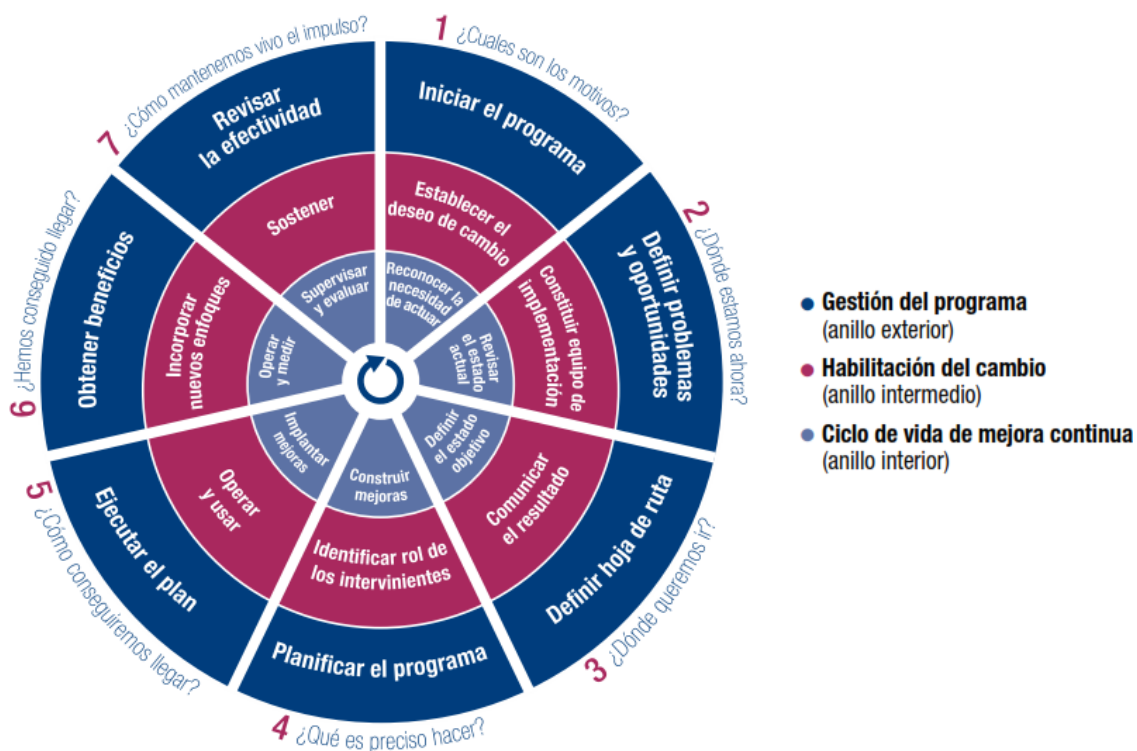 1 ¿Cuales son los motivos?
Iniciar el programa
Establecer el
deseo de cambio
Reconocer la
necesidad
de actuar
2 ¿Dónde estamos ahora?
Definir problemas
y oportunidades
Constituir equipo de
implementación
Revisar
el estado
actual
3 ¿Dónde queremos ir?
Definir hoja de ruta
Comunicar
el resultado
Definir
el estado
objetivo
4 ¿Qué es preciso hacer?
Planificar el programa
Identificar rol de
los intervinientes
Construir
mejoras
5 ¿Cómo conseguiremos llegar?
Ejecutar el plan
Operar
y usar
Implantar
mejoras
6 ¿Hemos conseguido llegar?
Obtener beneficios
Incorporar
nuevos enfoques
Operar
y medir
7 ¿Cómo mantenemos vivo el impulso?
Revisar
la efectividad
Sostener
Supervisar
y evaluar
Gestión del programa
(anillo exterior)
Habilitación del cambio
(anillo intermedio)
Ciclo de vida de mejora continua
(anillo interior)